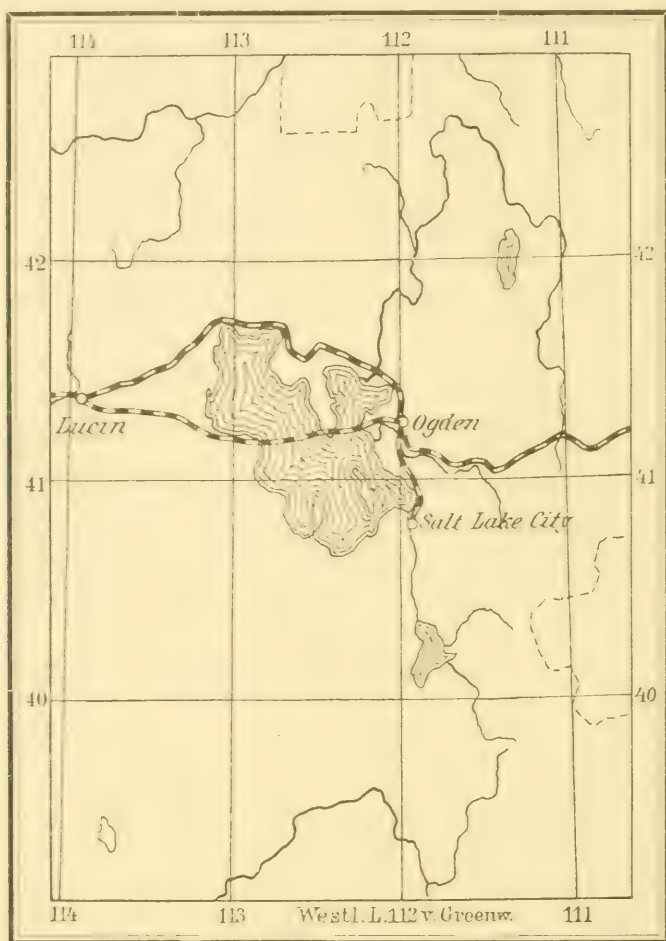 114 113 112 111
42 42
Lucin
Ogden
41 41
Salt Lake City
40 40
114 113 Westl. L. 112 v. Greenw. 111